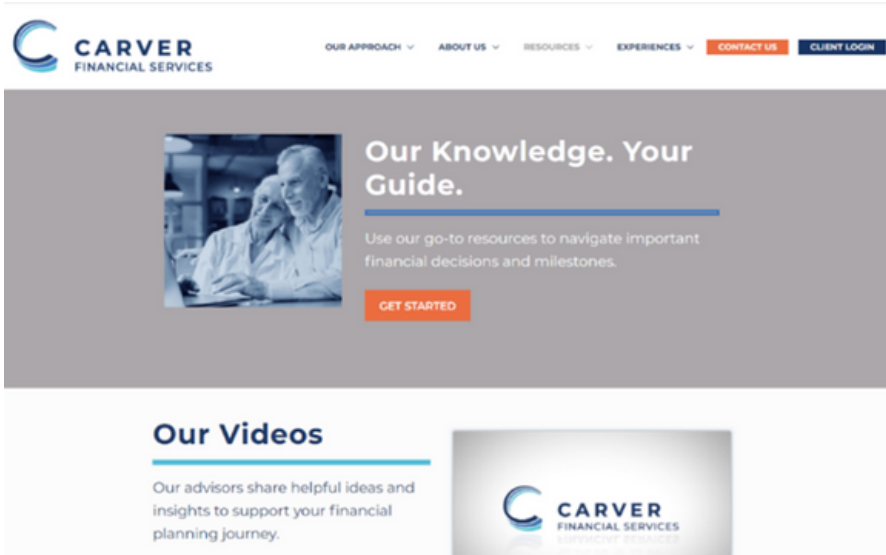 CARVER
FINANCIAL SERVICES
OUR APPROACH
ABOUT US
RESOURCES
EXPERIENCES
CONTACT US
CLIENT LOGIN
Our Knowledge. Your
Guide.
Use our go-to resources to navigate important
financial decisions and milestones.
GET STARTED
Our Videos
Our advisors share helpful ideas and
insights to support your financial
planning journey.
CARVER
FINANCIAL SERVICES